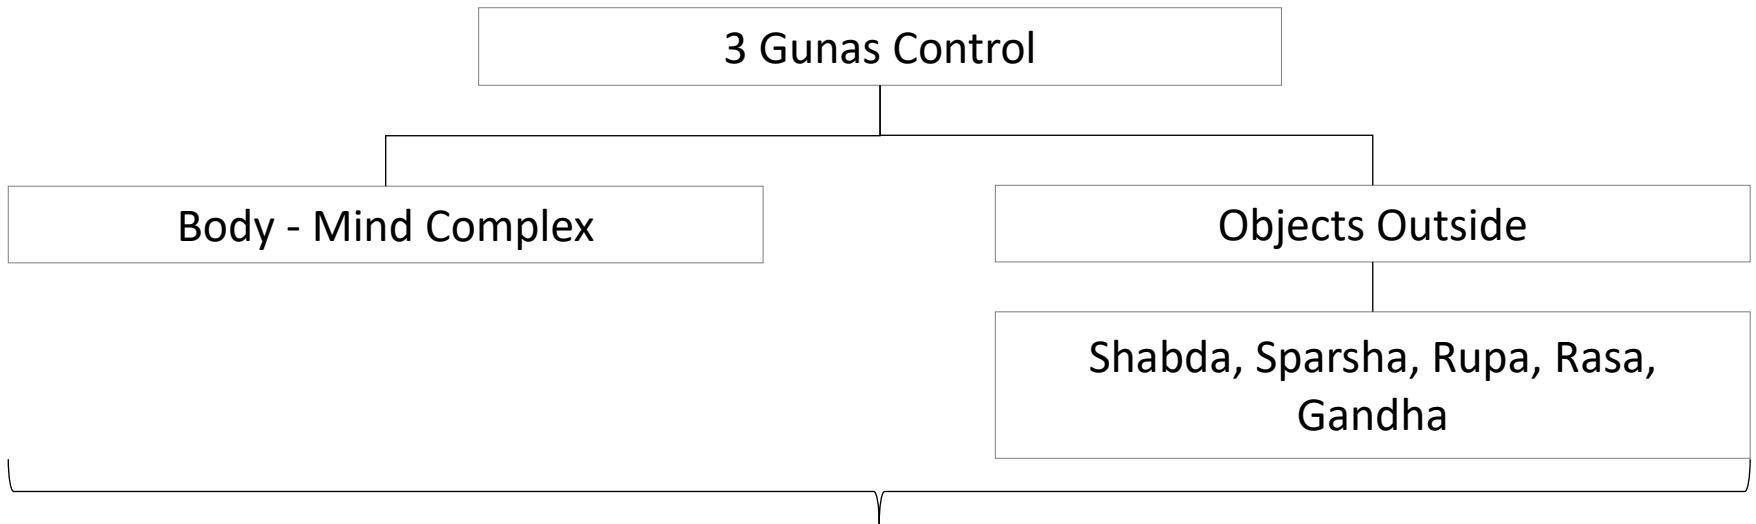 3 Gunas Control
Body - Mind Complex
Objects Outside
Shabda, Sparsha, Rupa, Rasa,
Gandha